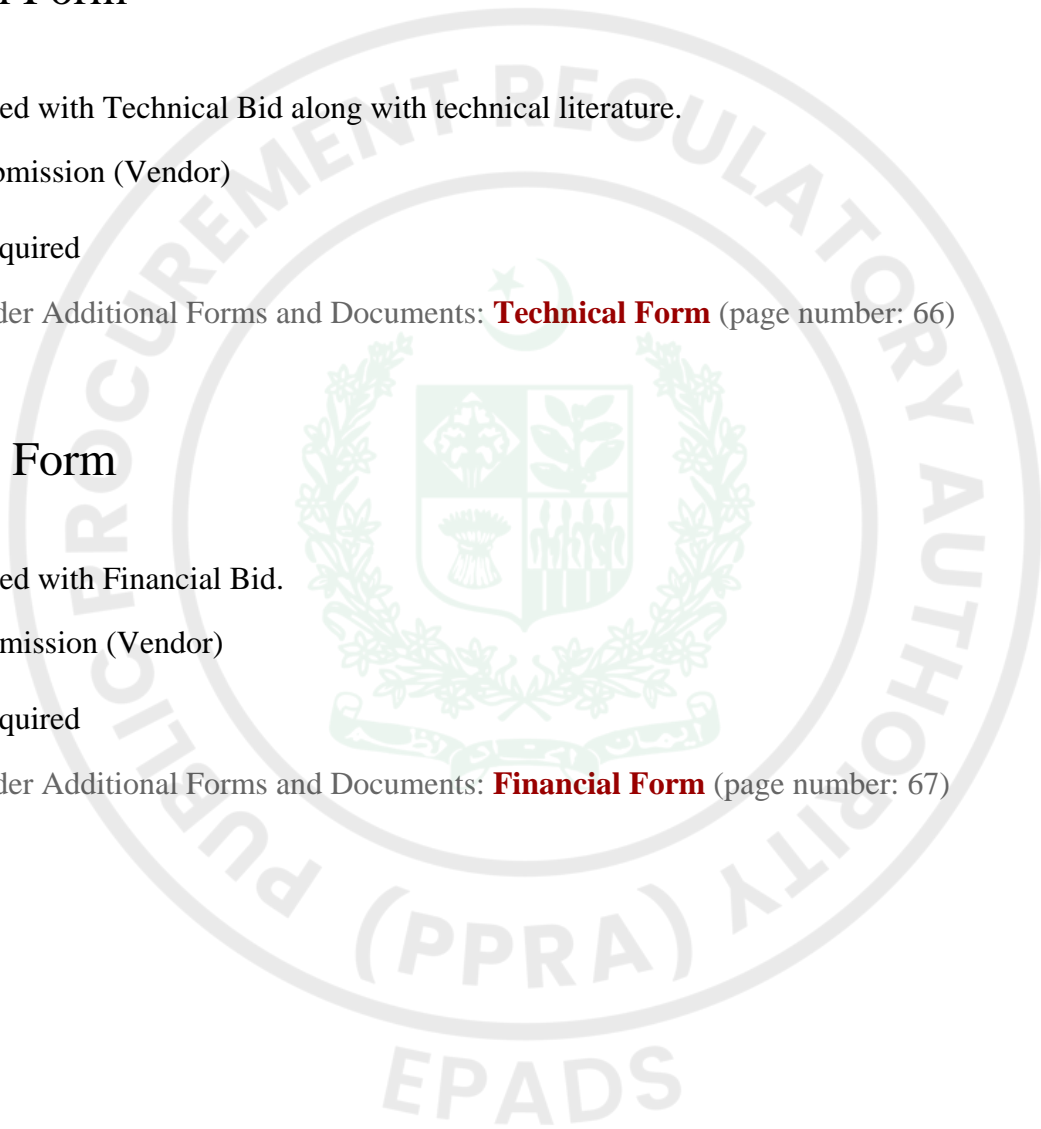 Form
ed with Technical Bid along with technical literature.
mission (Vendor)
quired
der Additional Forms and Documents: Technical Form (page number: 66)
Form
ed with Financial Bid.
mission (Vendor)
quired
der Additional Forms and Documents: Financial Form (page number: 67)
PUBLIC PROCUREMENT REGULATORY AUTHORITY
(PPRA)
EPADS